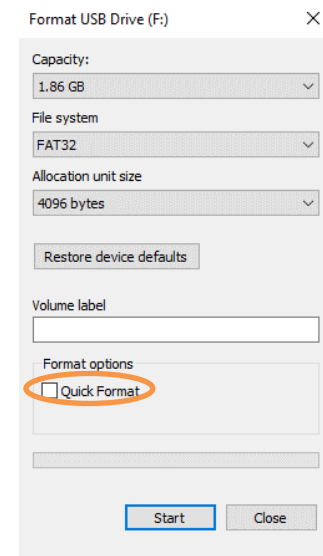 Format USB Drive (F:)
Capacity:
1.86 GB
File system
FAT32
Allocation unit size
4096 bytes
Restore device defaults
Volume label
Format options
Quick Format
Start Close